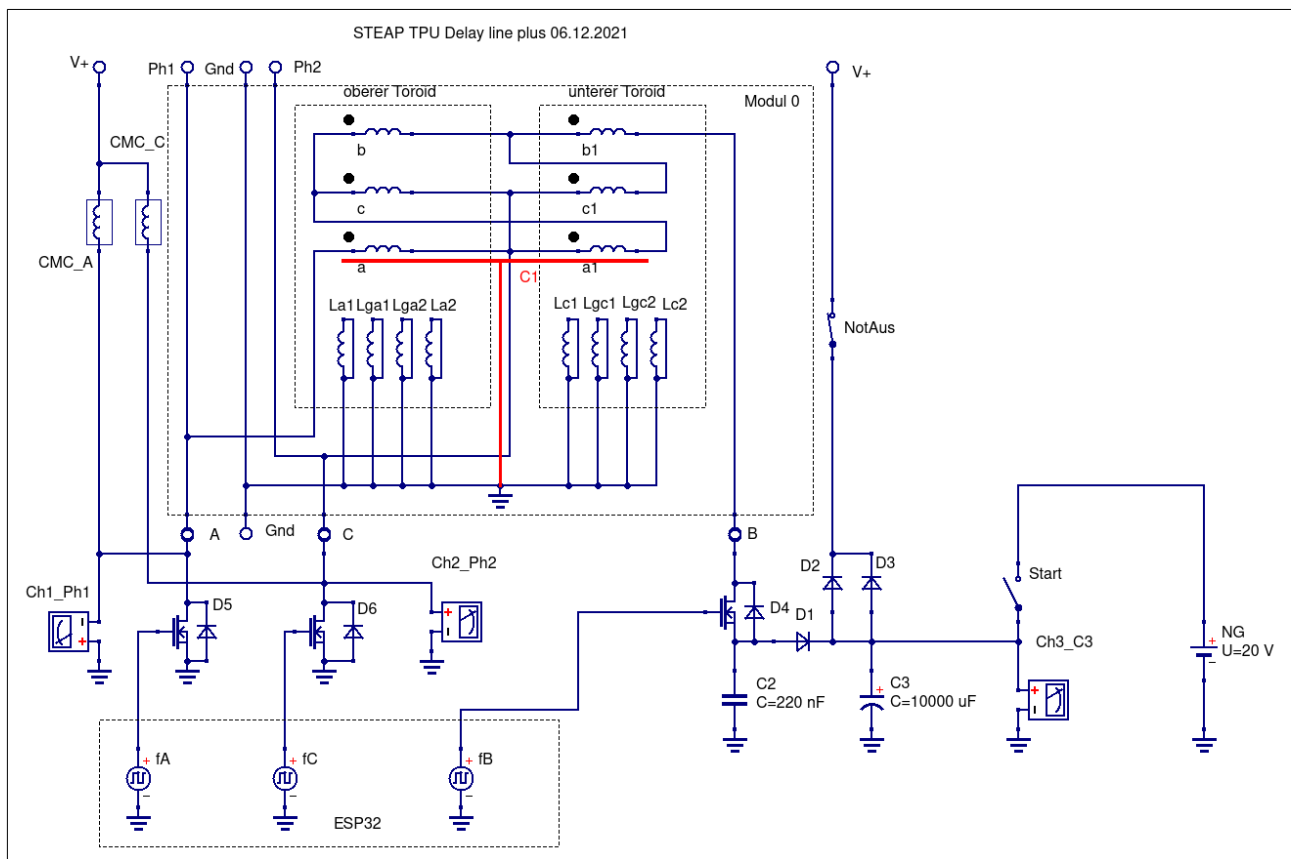 STEAP TPU Delay line plus 06.12.2021
V+
Ph1
Gnd
Ph2
V+
oberer Toroid
unterer Toroid
Modul 0
CMC_C
b
b1
c
c1
CMC_A
a
a1
C1
La1
Lga1
Lga2
La2
Lc1
Lgc1
Lgc2
Lc2
NotAus
A
Gnd
C
B
Ch1_Ph1
Ch2_Ph2
D2
D3
Start
D5
D6
D4
D1
Ch3_C3
NG
U=20 V
C2
C=220 nF
C3
C=10000 uF
fA
fC
fB
ESP32